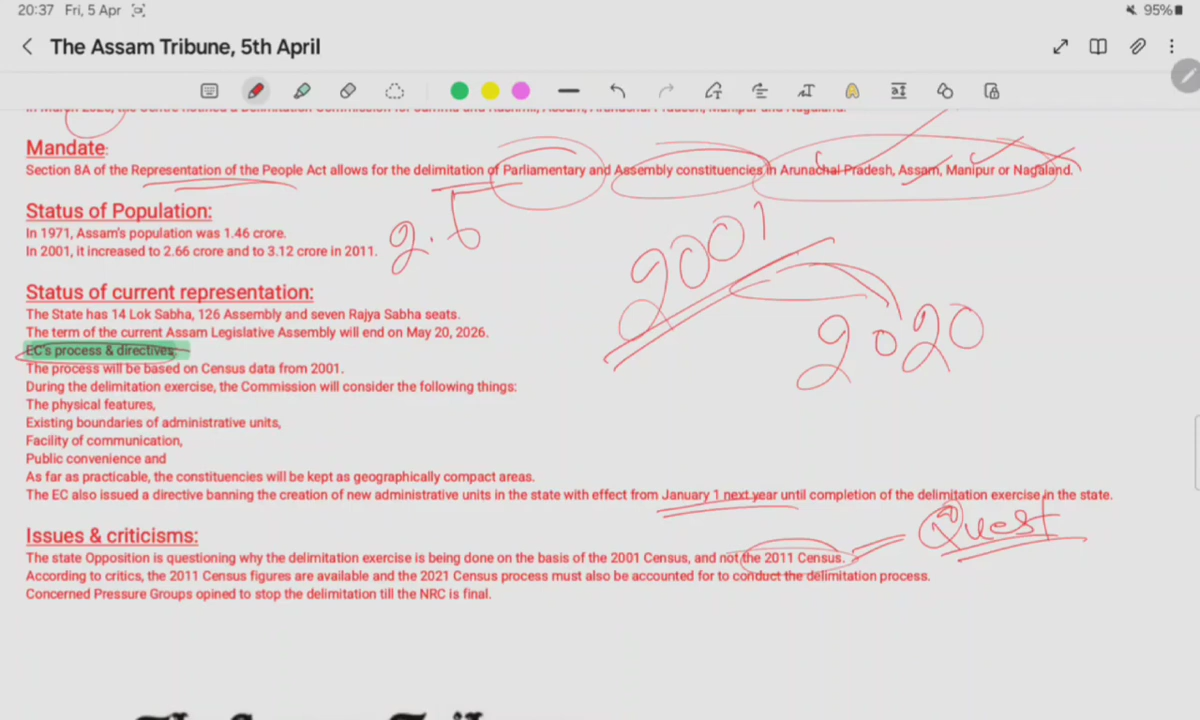 20:37 Fri, 5 Apr
95%
The Assam Tribune, 5th April
Mandate:
Section 8A of the Representation of the People Act allows for the delimitation of Parliamentary and Assembly constituencies in Arunachal Pradesh, Assam, Manipur or Nagaland.
Status of Population:
In 1971, Assam's population was 1.46 crore.
In 2001, it increased to 2.66 crore and to 3.12 crore in 2011.
2.6
2001
Status of current representation:
The State has 14 Lok Sabha, 126 Assembly and seven Rajya Sabha seats.
The term of the current Assam Legislative Assembly will end on May 20, 2026.
2020
EC's process & directives:
The process will be based on Census data from 2001.
During the delimitation exercise, the Commission will consider the following things:
The physical features,
Existing boundaries of administrative units,
Facility of communication,
Public convenience and
As far as practicable, the constituencies will be kept as geographically compact areas.
The EC also issued a directive banning the creation of new administrative units in the state with effect from January 1 next year until completion of the delimitation exercise in the state.
Quest
Issues & criticisms:
The state Opposition is questioning why the delimitation exercise is being done on the basis of the 2001 Census, and not the 2011 Census.
According to critics, the 2011 Census figures are available and the 2021 Census process must also be accounted for to conduct the delimitation process.
Concerned Pressure Groups opined to stop the delimitation till the NRC is final.